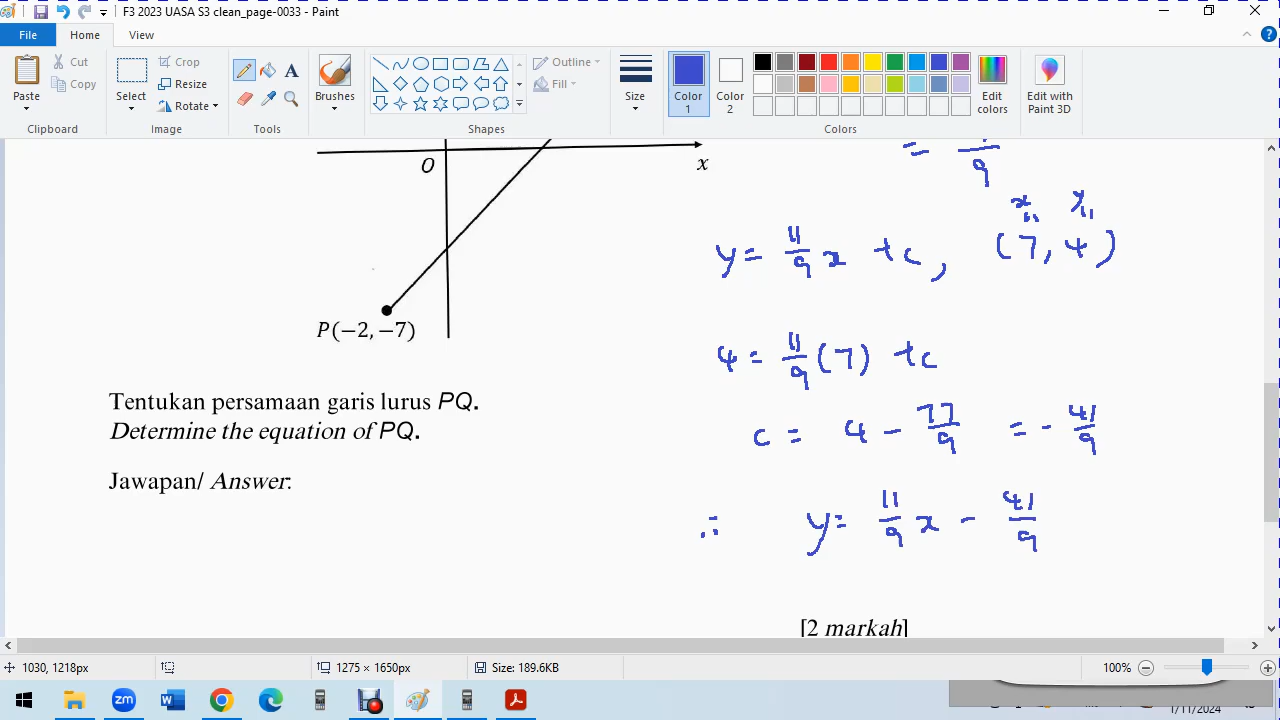 F3 2023 UASA S3 clean_page-0033 - Paint
File Home View
Paste Cut Copy
Select Crop Resize Rotate
A
Brushes
Outline Fill
Size
Color 1 Color 2
Edit colors Edit with Paint 3D
Clipboard Image Tools Shapes Colors
O x
P(−2, −7)
Tentukan persamaan garis lurus PQ.
Determine the equation of PQ.
Jawapan/ Answer:
= 9
x₁ y₁
y = 11/9 x + c, (7, 4)
4 = 11/9 (7) + c
c = 4 − 77/9 = − 41/9
∴ y = 11/9 x − 41/9
[2 markah]
1030, 1218px 1275 × 1650px Size: 189.6KB 100%
zm W
1/11/2024